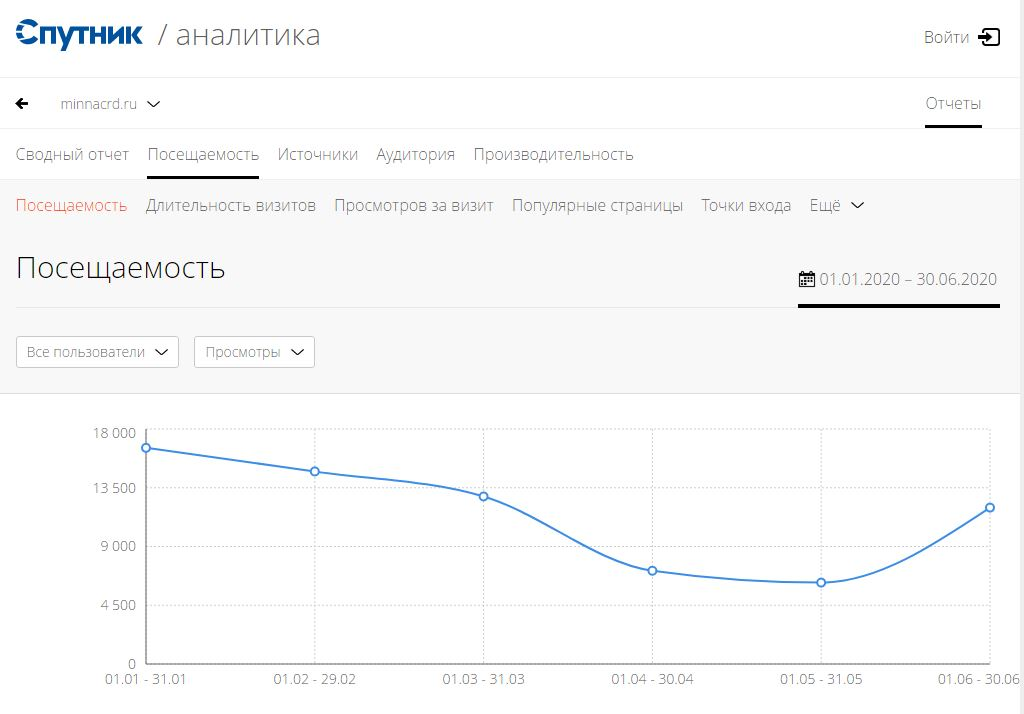 Спутник / аналитика
Войти
minnacrd.ru
Отчеты
Сводный отчет Посещаемость Источники Аудитория Производительность
Посещаемость Длительность визитов Просмотров за визит Популярные страницы Точки входа Ещё
Посещаемость
01.01.2020 – 30.06.2020
Все пользователи Просмотры
18 000
13 500
9 000
4 500
0
01.01 - 31.01 01.02 - 29.02 01.03 - 31.03 01.04 - 30.04 01.05 - 31.05 01.06 - 30.06